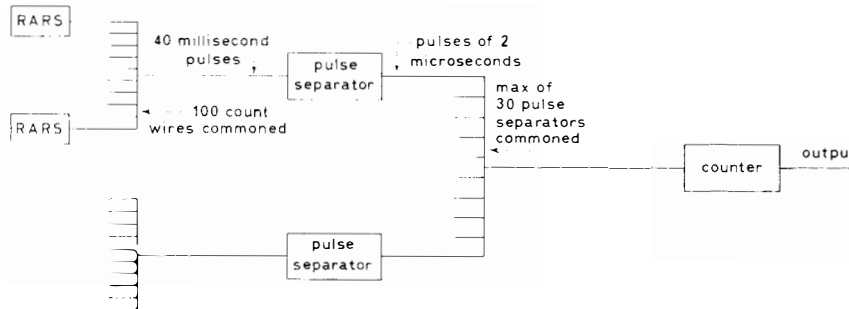 RARS
40 millisecond
pulses
pulse
separator
pulses of 2
microseconds
RARS
100 count
wires commoned
max of
30 pulse
separators
commoned
counter
outpu
pulse
separator